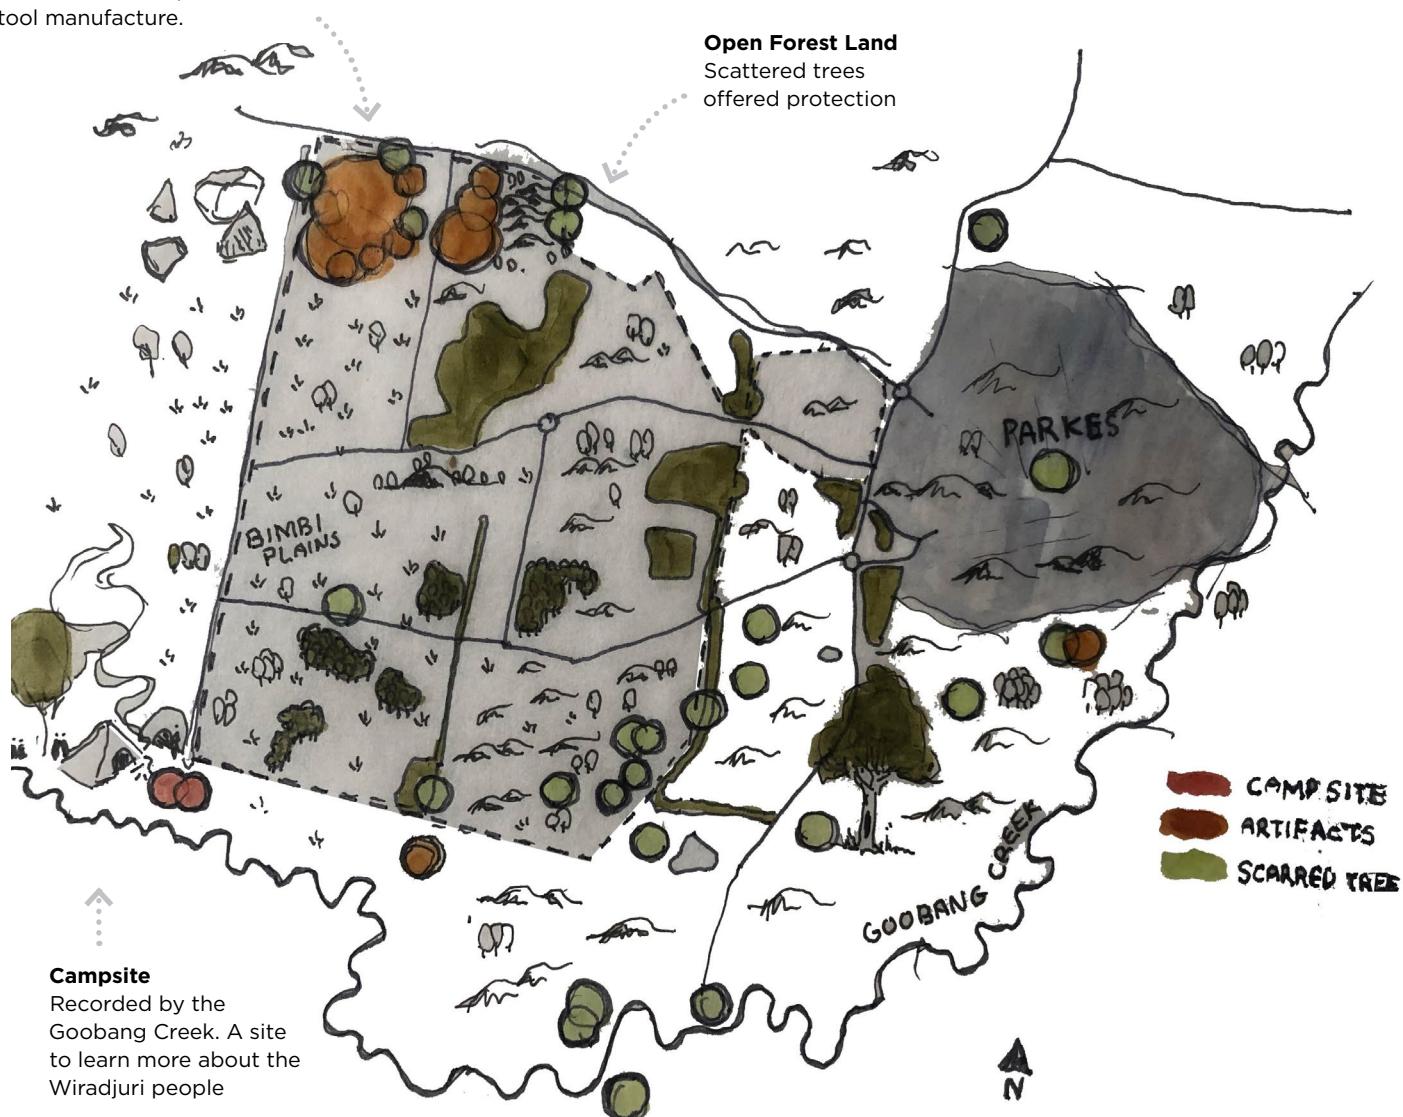 tool manufacture.
Open Forest Land
Scattered trees
offered protection
PARKES
BIMBI
PLAINS
CAMP SITE
ARTIFACTS
SCARRED TREE
GOOBANG CREEK
Campsite
Recorded by the
Goobang Creek. A site
to learn more about the
Wiradjuri people
N